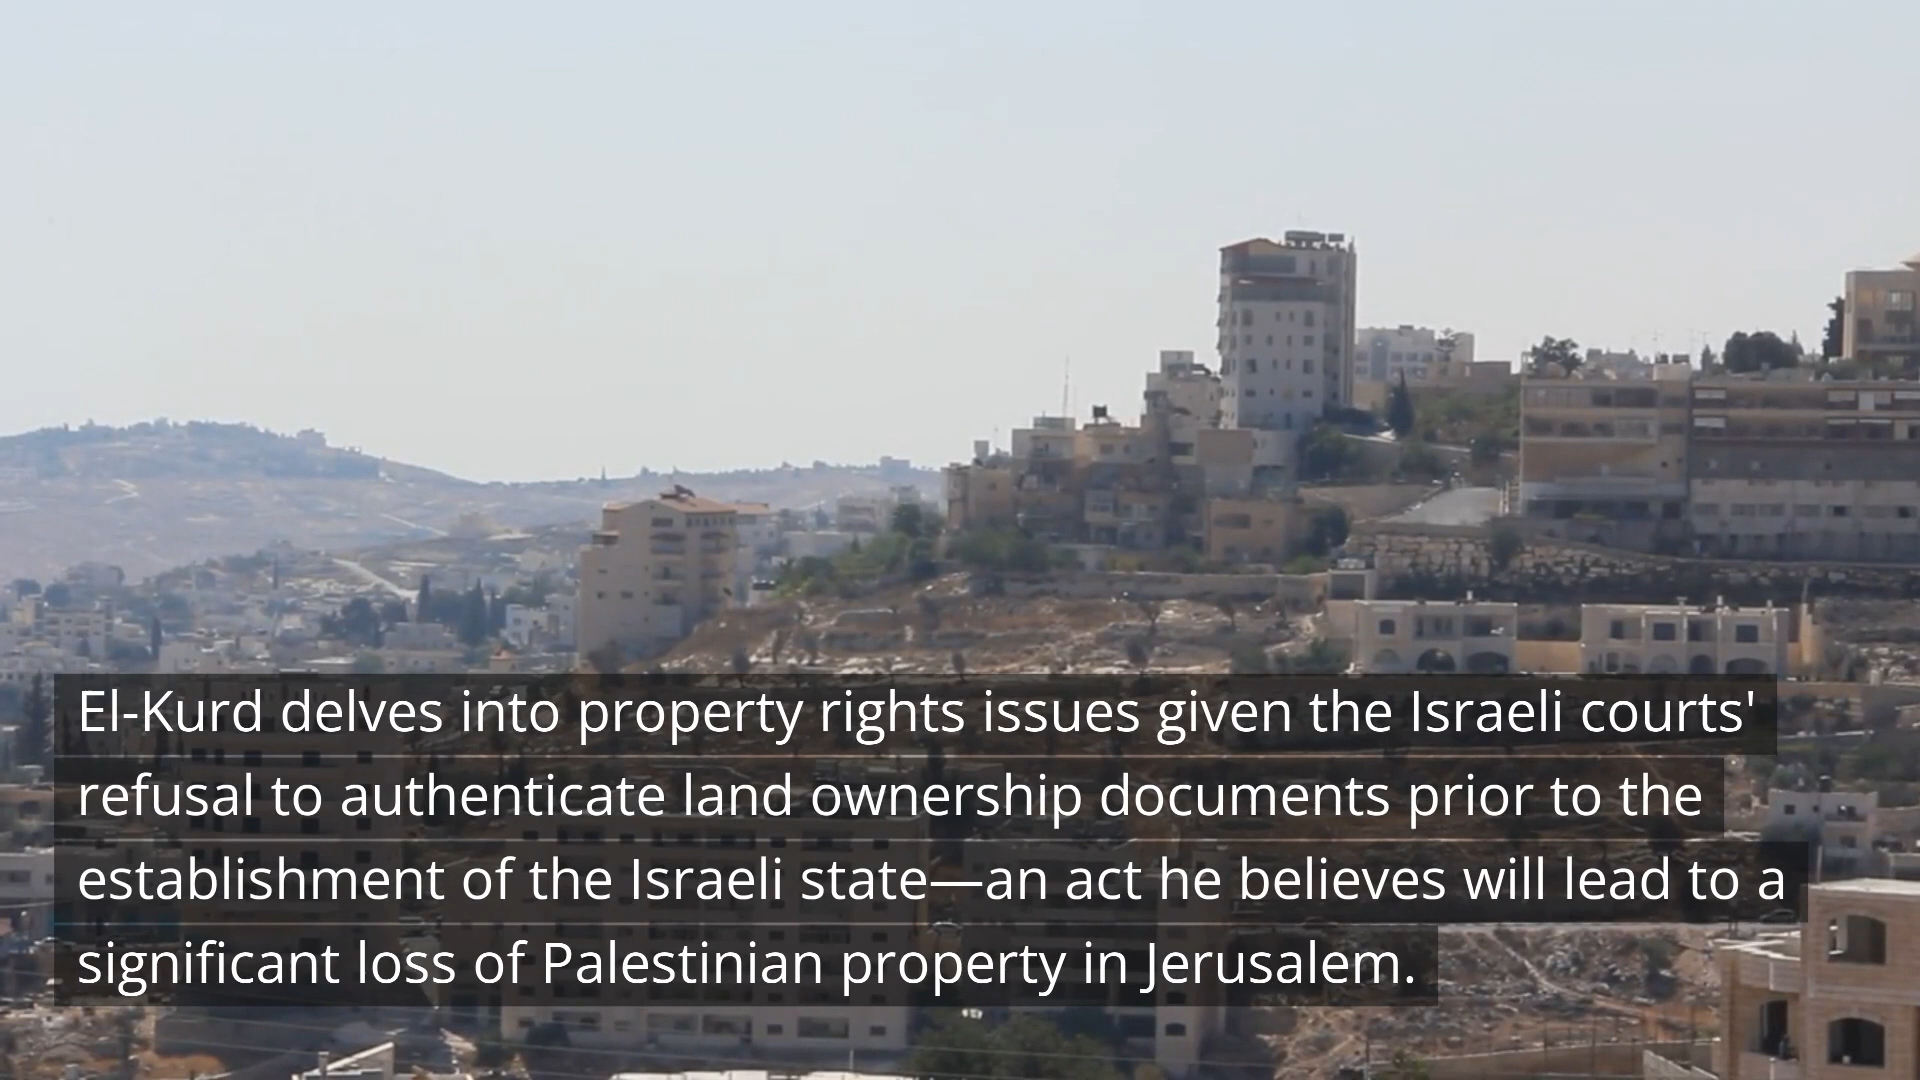 El-Kurd delves into property rights issues given the Israeli courts'
refusal to authenticate land ownership documents prior to the
establishment of the Israeli state—an act he believes will lead to a
significant loss of Palestinian property in Jerusalem.